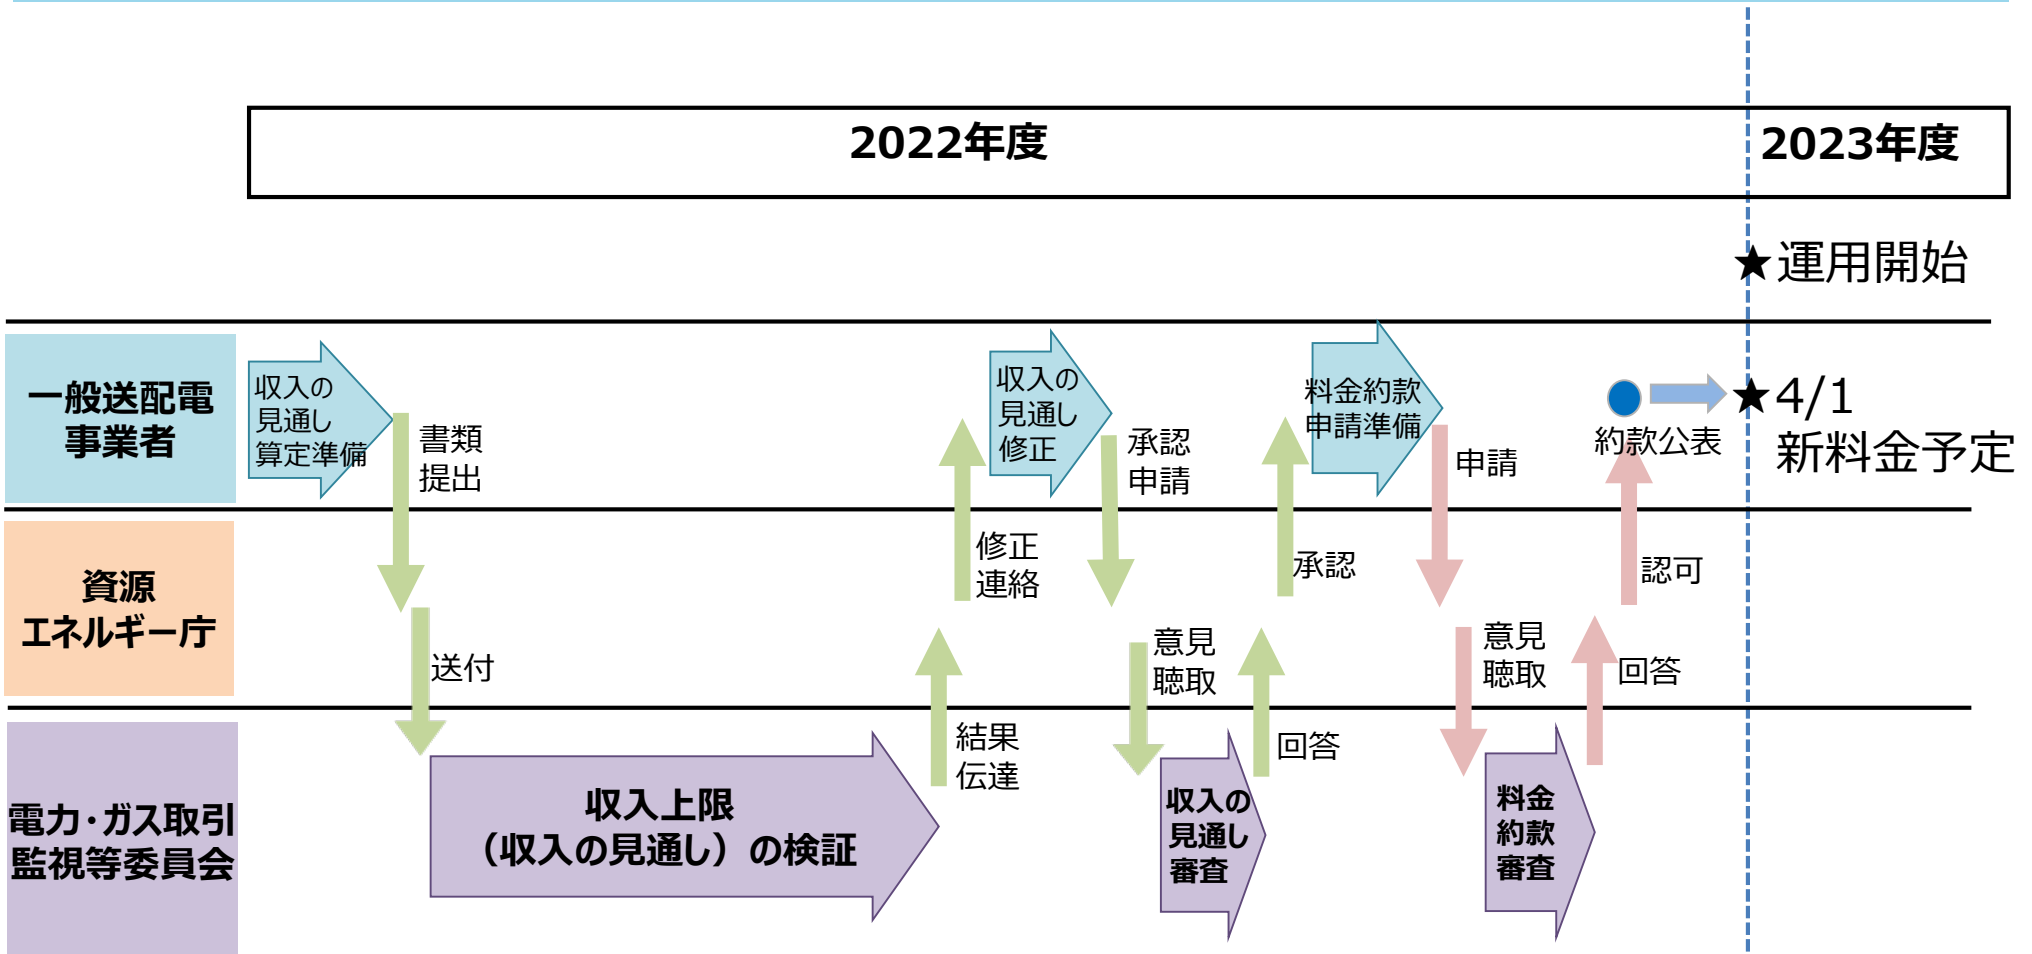 2022年度
2023年度
★運用開始
一般送配電
事業者
収入の
見通し
算定準備
書類
提出
収入の
見通し
修正
承認
申請
料金約款
申請準備
申請
約款公表
★4/1
新料金予定
資源
エネルギー庁
送付
修正
連絡
意見
聴取
承認
意見
聴取
認可
回答
電力・ガス取引
監視等委員会
収入上限
（収入の見通し）の検証
結果
伝達
収入の
見通し
審査
回答
料金
約款
審査